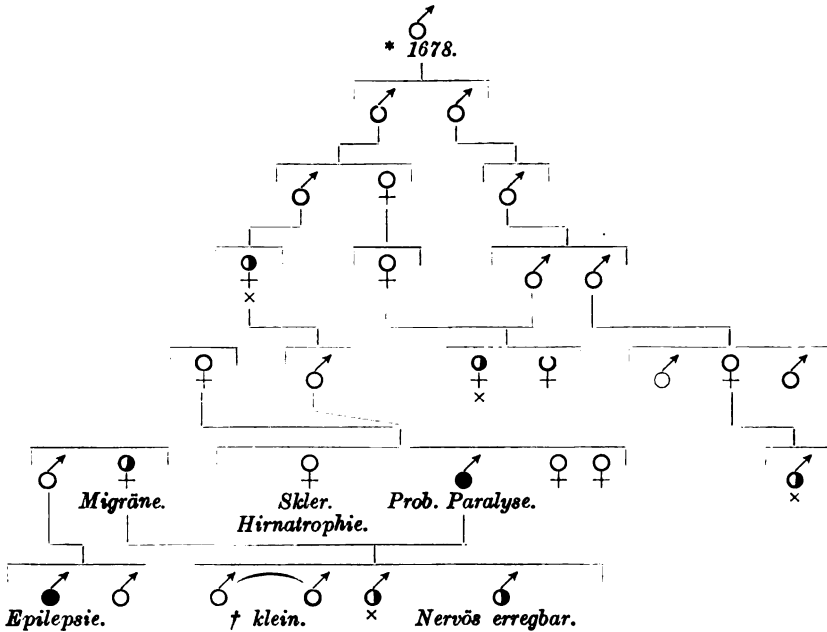 * 1678.
Migräne.
Skler.
Hirnatrophie.
Prob. Paralyse.
Epilepsie.
† klein.
Nervös erregbar.